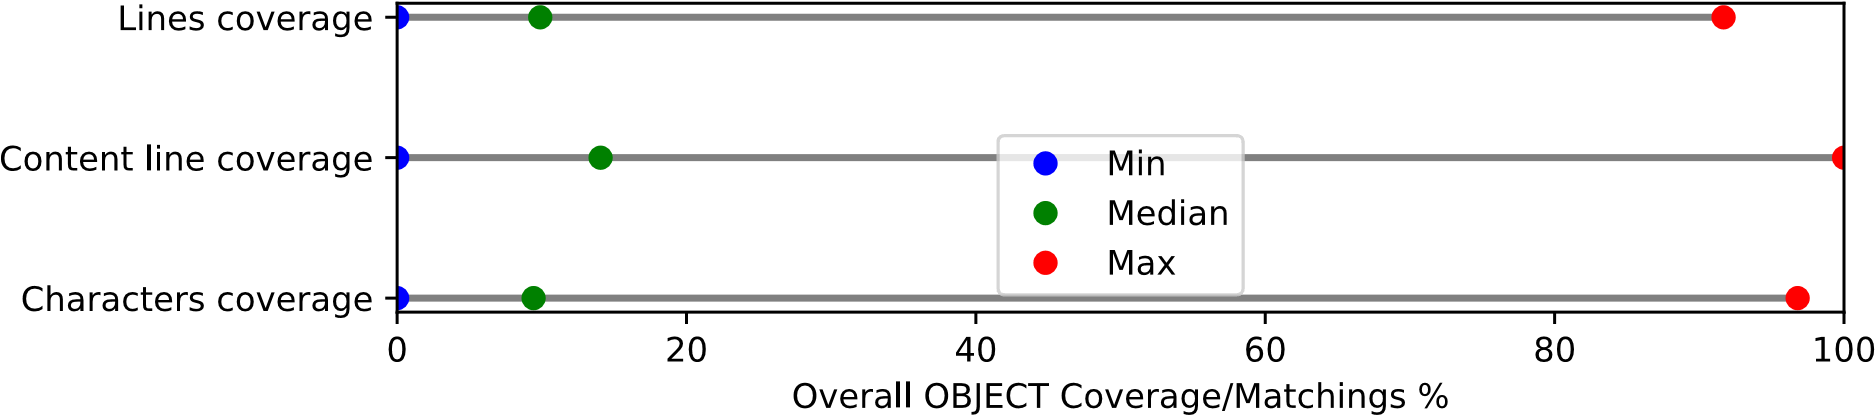 Lines coverage
Content line coverage
Characters coverage
Min
Median
Max
0 20 40 60 80 100
Overall OBJECT Coverage/Matchings %